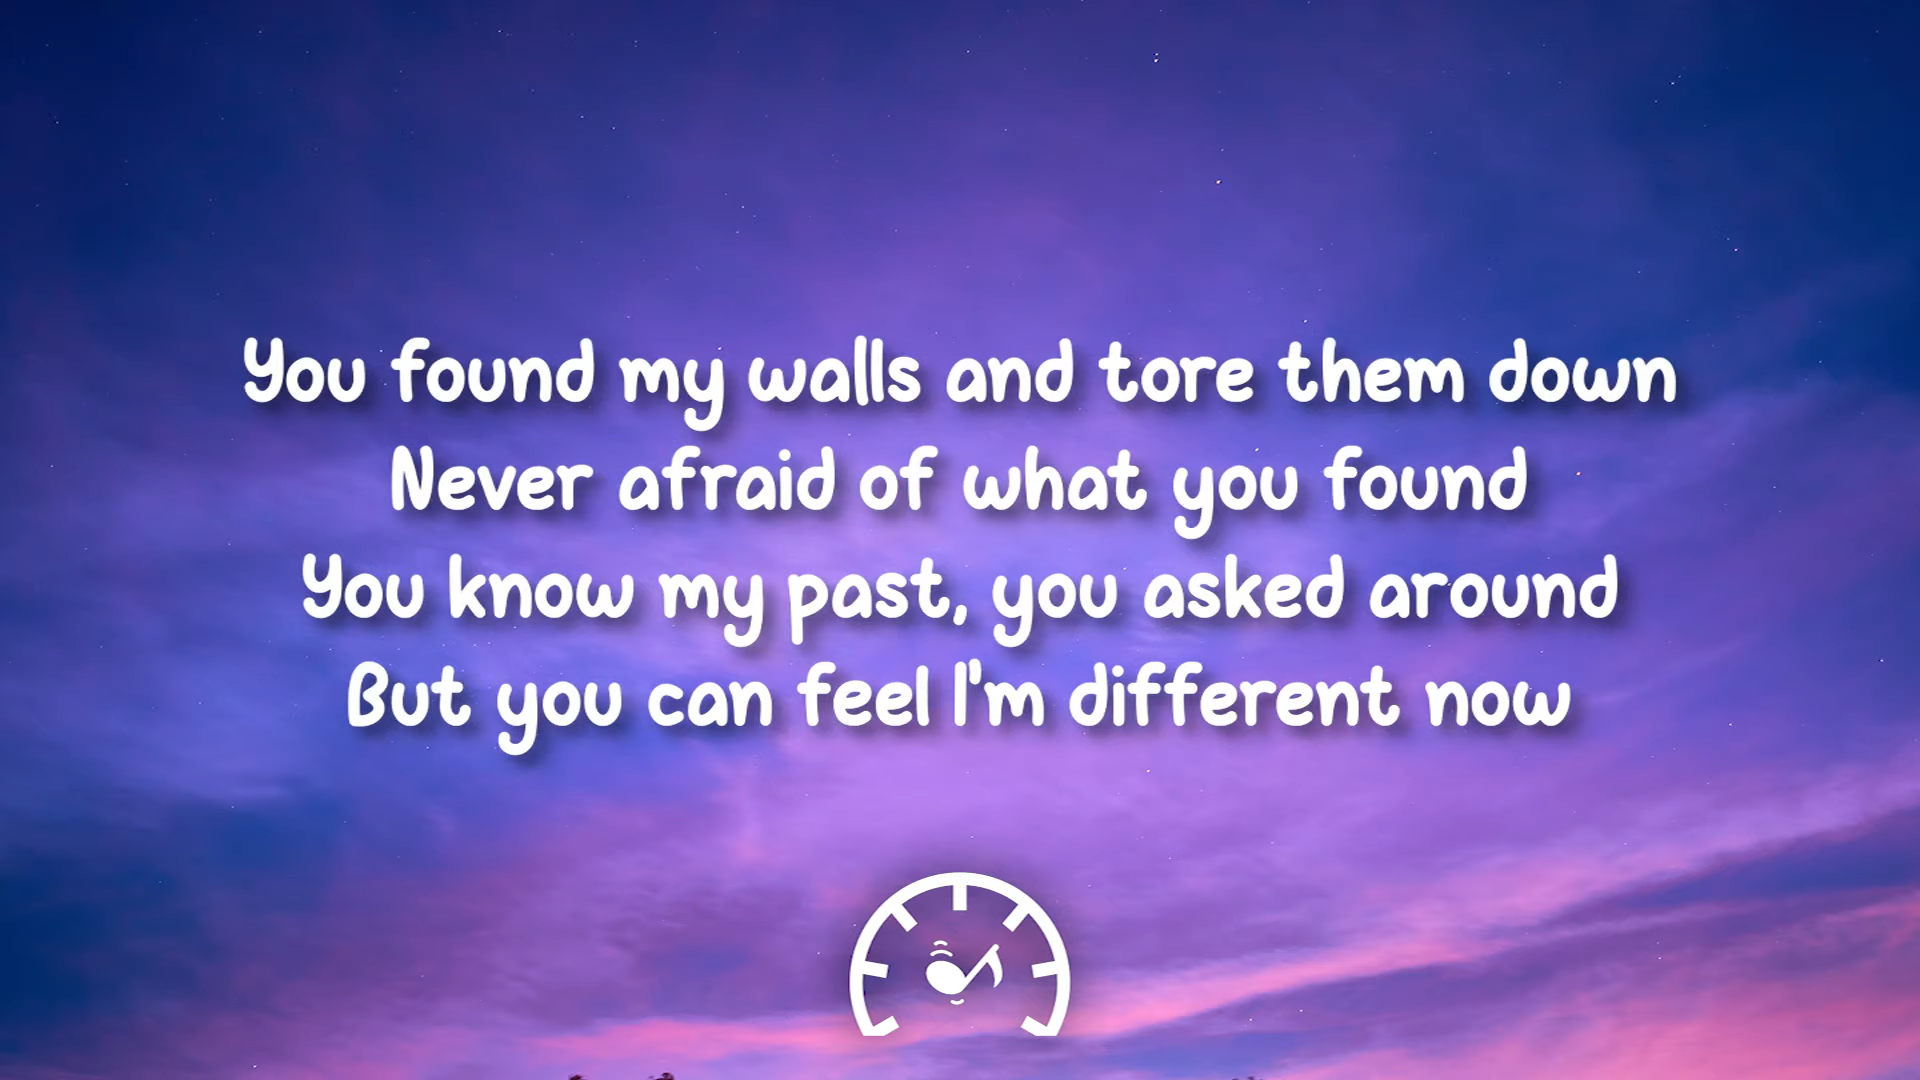 You found my walls and tore them down
Never afraid of what you found
You know my past, you asked around
But you can feel I'm different now